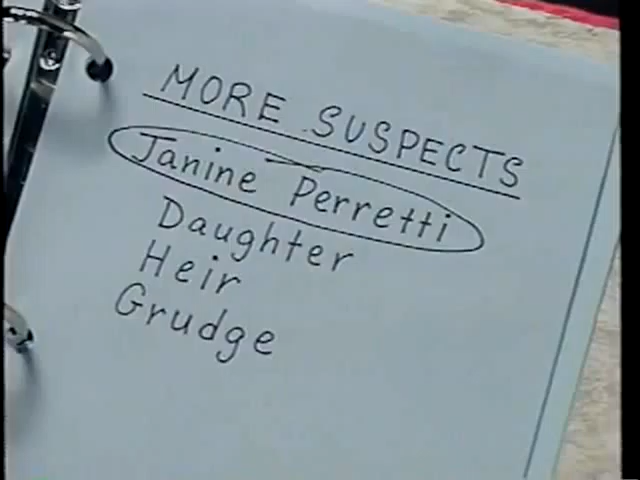 MORE SUSPECTS
Janine Perretti
Daughter
Heir
Grudge